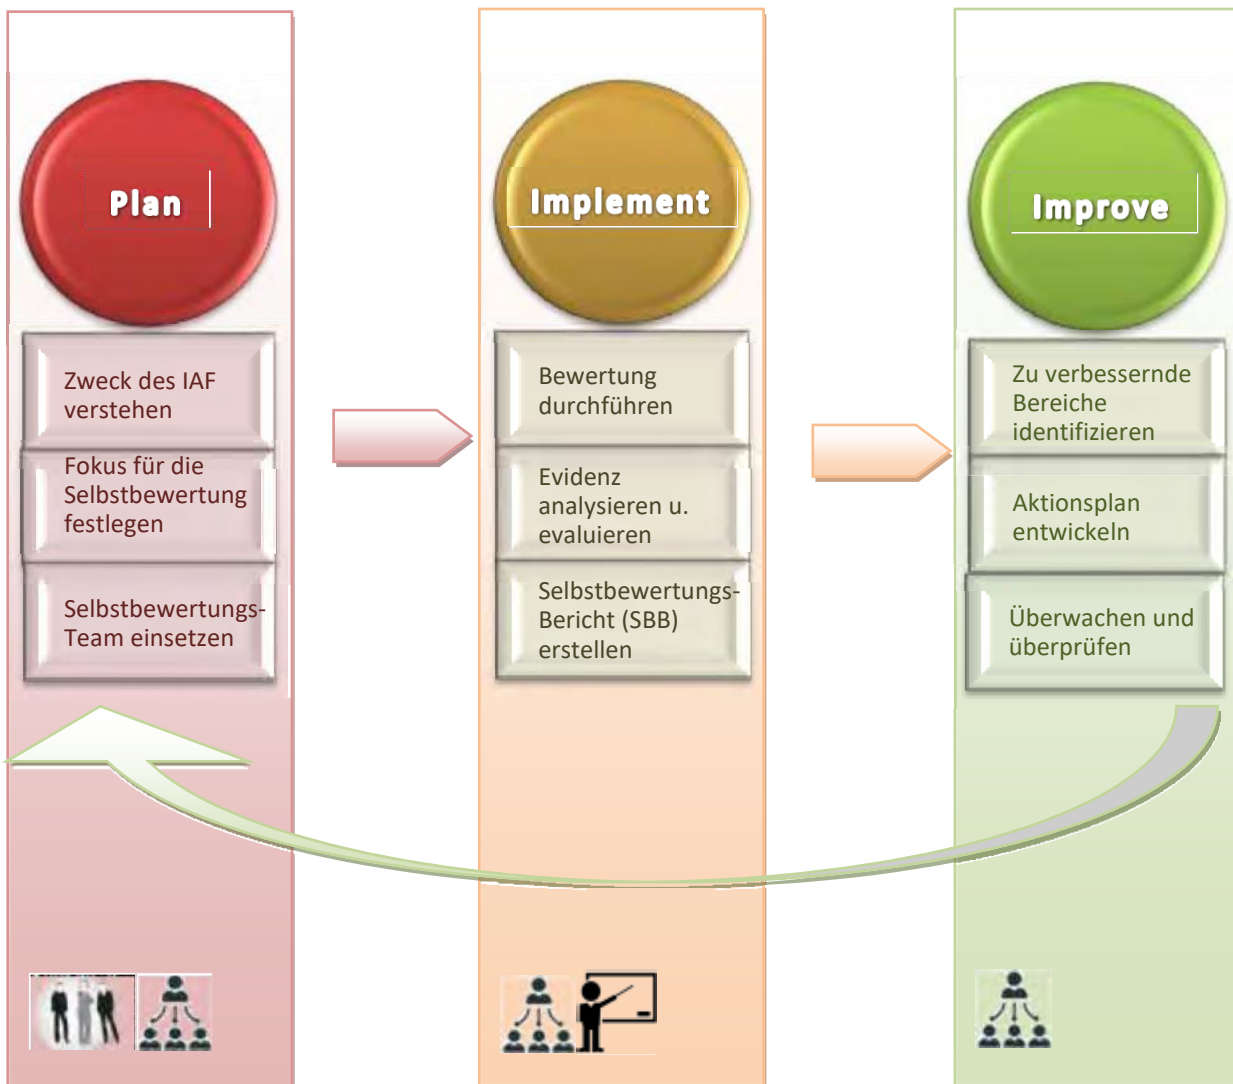 Plan
Zweck des IAF
verstehen
Fokus für die
Selbstbewertung
festlegen
Selbstbewertungs-
Team einsetzen
Implement
Bewertung
durchführen
Evidenz
analysieren u.
evaluieren
Selbstbewertungs-
Bericht (SBB)
erstellen
Improve
Zu verbessernde
Bereiche
identifizieren
Aktionsplan
entwickeln
Überwachen und
überprüfen